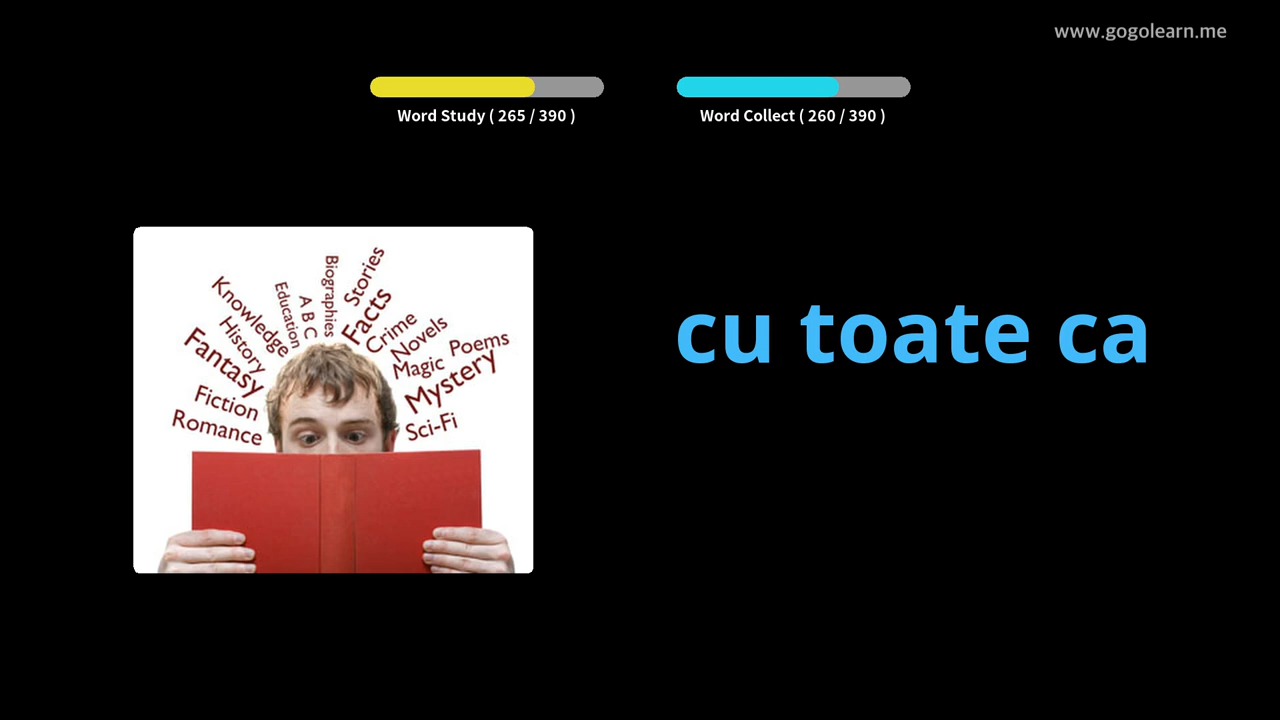 www.gogolearn.me
Word Study ( 265 / 390 )
Word Collect ( 260 / 390 )
cu toate ca
Knowledge
History
Fantasy
Fiction
Romance
Education
A B C
Biographies
Stories
Facts
Crime
Novels
Magic
Poems
Mystery
Sci-Fi